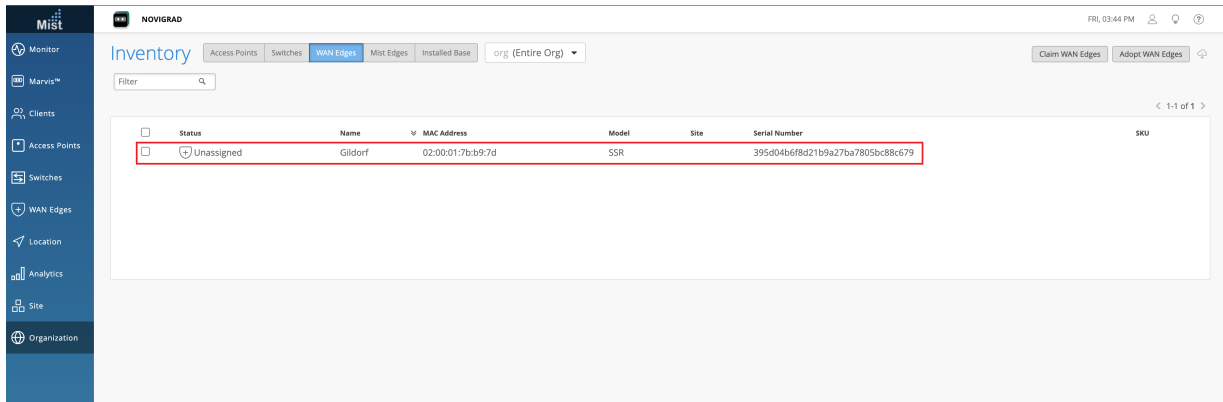 Mist
NOVIGRAD
FRI, 03:44 PM
Monitor
Marvis™
Clients
Access Points
Switches
WAN Edges
Location
Analytics
Site
Organization
Inventory
Access Points Switches WAN Edges Mist Edges Installed Base
org (Entire Org)
Claim WAN Edges Adopt WAN Edges
Filter
< 1-1 of 1 >
Status Name MAC Address Model Site Serial Number SKU
Unassigned Gildorf 02:00:01:7b:b9:7d SSR 395d04b6f8d21b9a27ba7805bc88c679